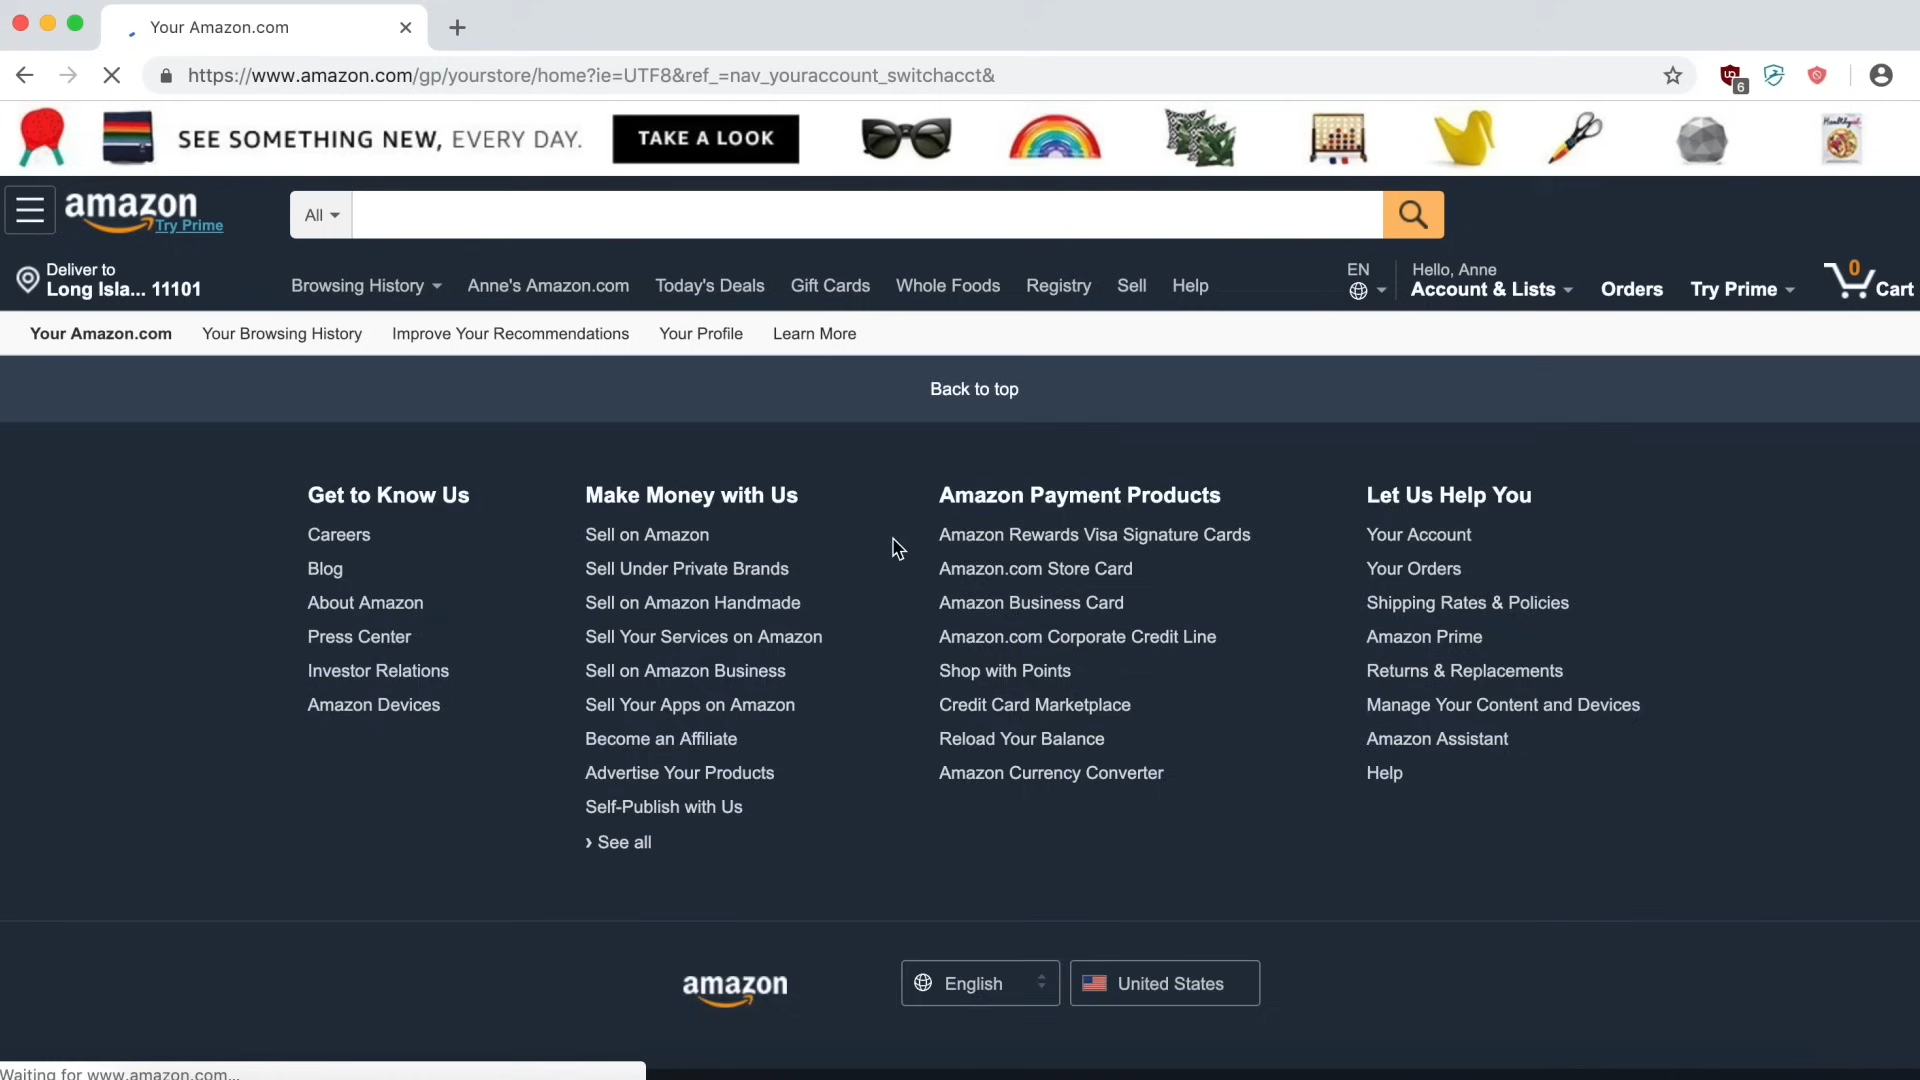 Your Amazon.com
https://www.amazon.com/gp/yourstore/home?ie=UTF8&ref_=nav_youraccount_switchacct&
6
SEE SOMETHING NEW, EVERY DAY. TAKE A LOOK
amazon
Try Prime
All
Deliver to
Long Isla... 11101
Browsing History Anne's Amazon.com Today's Deals Gift Cards Whole Foods Registry Sell Help
EN
Hello, Anne
Account & Lists
Orders
Try Prime
0
Cart
Your Amazon.com Your Browsing History Improve Your Recommendations Your Profile Learn More
Back to top
Get to Know Us
Careers
Blog
About Amazon
Press Center
Investor Relations
Amazon Devices
Make Money with Us
Sell on Amazon
Sell Under Private Brands
Sell on Amazon Handmade
Sell Your Services on Amazon
Sell on Amazon Business
Sell Your Apps on Amazon
Become an Affiliate
Advertise Your Products
Self-Publish with Us
› See all
Amazon Payment Products
Amazon Rewards Visa Signature Cards
Amazon.com Store Card
Amazon Business Card
Amazon.com Corporate Credit Line
Shop with Points
Credit Card Marketplace
Reload Your Balance
Amazon Currency Converter
Let Us Help You
Your Account
Your Orders
Shipping Rates & Policies
Amazon Prime
Returns & Replacements
Manage Your Content and Devices
Amazon Assistant
Help
amazon
English
United States
Waiting for www.amazon.com...